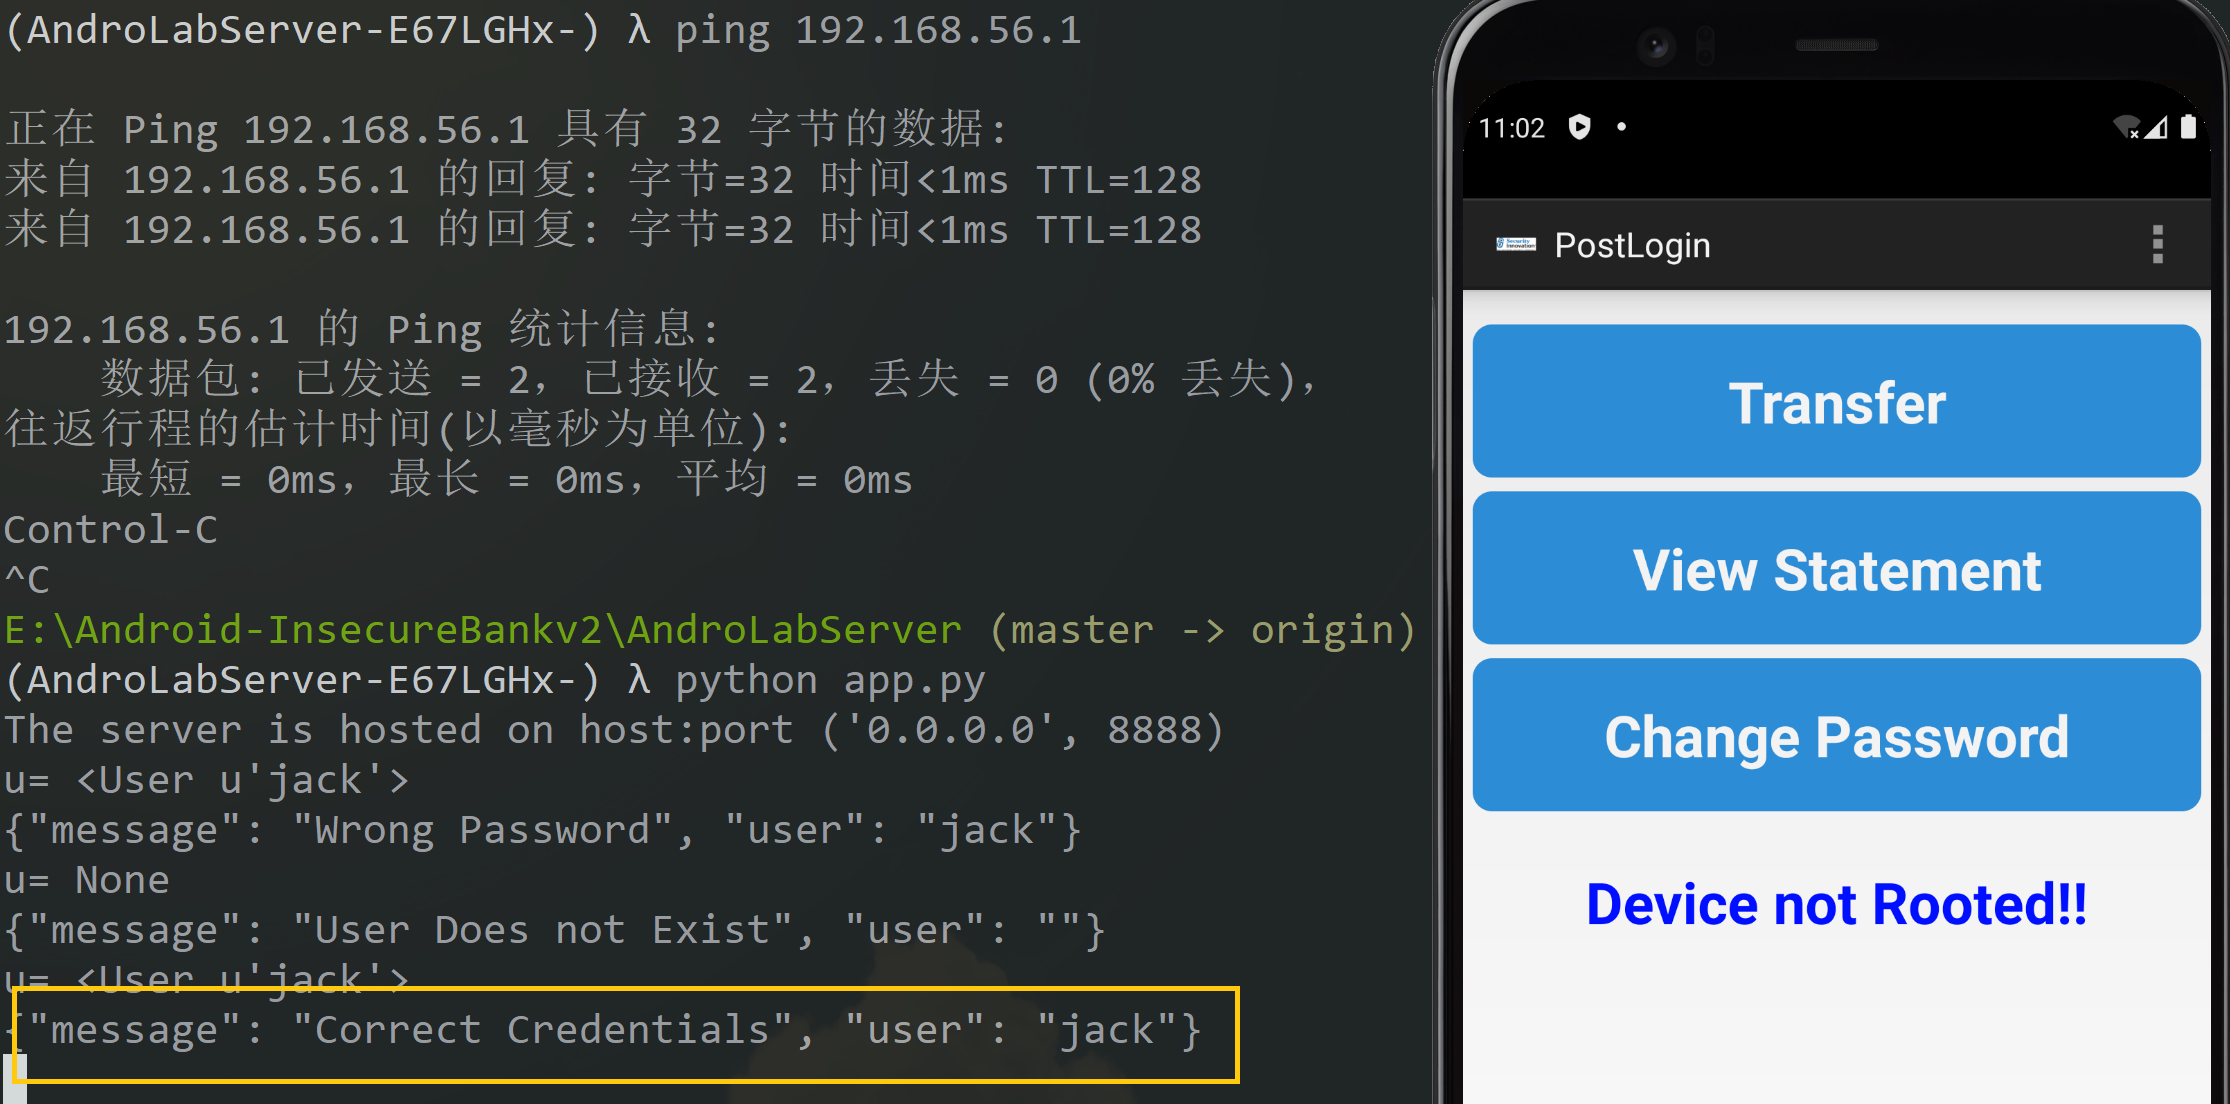 (AndroLabServer-E67LGHx-) λ ping 192.168.56.1
正在 Ping 192.168.56.1 具有 32 字节的数据:
来自 192.168.56.1 的回复: 字节=32 时间<1ms TTL=128
来自 192.168.56.1 的回复: 字节=32 时间<1ms TTL=128
192.168.56.1 的 Ping 统计信息:
数据包: 已发送 = 2，已接收 = 2，丢失 = 0 (0% 丢失)，
往返行程的估计时间(以毫秒为单位):
最短 = 0ms，最长 = 0ms，平均 = 0ms
Control-C
^C
E:\Android-InsecureBankv2\AndroLabServer (master -> origin)
(AndroLabServer-E67LGHx-) λ python app.py
The server is hosted on host:port ('0.0.0.0', 8888)
u= <User u'jack'>
{"message": "Wrong Password", "user": "jack"}
u= None
{"message": "User Does not Exist", "user": ""}
u= <User u'jack'>
{"message": "Correct Credentials", "user": "jack"}
11:02
Security
Innovation
PostLogin
Transfer
View Statement
Change Password
Device not Rooted!!